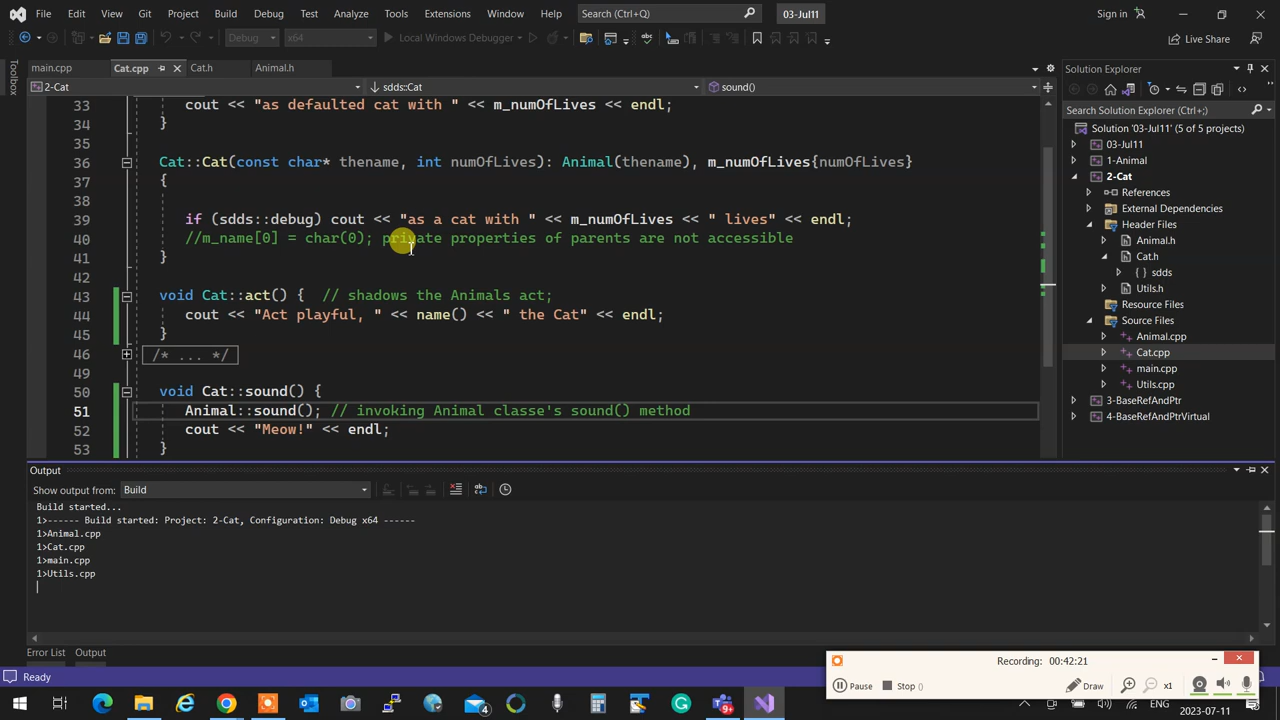 File Edit View Git Project Build Debug Test Analyze Tools Extensions Window Help Search (Ctrl+Q) 03-Jul11 Sign in
Debug x64 Local Windows Debugger Live Share
Toolbox
main.cpp Cat.cpp Cat.h Animal.h
2-Cat sdds::Cat sound()
33 cout << "as defaulted cat with " << m_numOfLives << endl;
34 }
35
36 Cat::Cat(const char* thename, int numOfLives): Animal(thename), m_numOfLives{numOfLives}
37 {
38
39 if (sdds::debug) cout << "as a cat with " << m_numOfLives << " lives" << endl;
40 //m_name[0] = char(0); private properties of parents are not accessible
41 }
42
43 void Cat::act() { // shadows the Animals act;
44 cout << "Act playful, " << name() << " the Cat" << endl;
45 }
46 /* ... */
49
50 void Cat::sound() {
51 Animal::sound(); // invoking Animal classe's sound() method
52 cout << "Meow!" << endl;
53 }
Solution Explorer
Search Solution Explorer (Ctrl+;)
Solution '03-Jul11' (5 of 5 projects)
03-Jul11
1-Animal
2-Cat
References
External Dependencies
Header Files
Animal.h
Cat.h
{ } sdds
Utils.h
Resource Files
Source Files
Animal.cpp
Cat.cpp
main.cpp
Utils.cpp
3-BaseRefAndPtr
4-BaseRefAndPtrVirtual
Output
Show output from: Build
Build started...
1>------ Build started: Project: 2-Cat, Configuration: Debug x64 ------
1>Animal.cpp
1>Cat.cpp
1>main.cpp
1>Utils.cpp
Error List Output
Ready
Recording: 00:42:21
Pause Stop () Draw x1
4 9+ ENG 2023-07-11